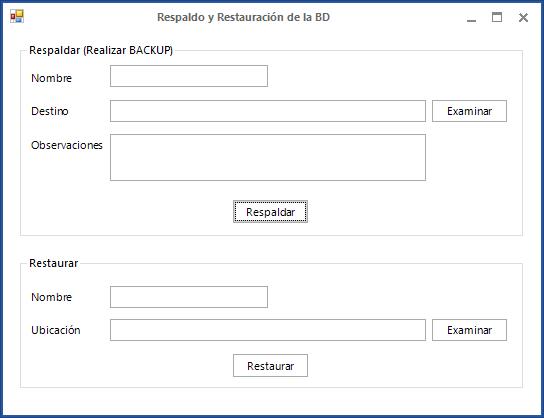 Respaldo y Restauración de la BD
Respaldar (Realizar BACKUP)
Nombre
Destino
Examinar
Observaciones
Respaldar
Restaurar
Nombre
Ubicación
Examinar
Restaurar